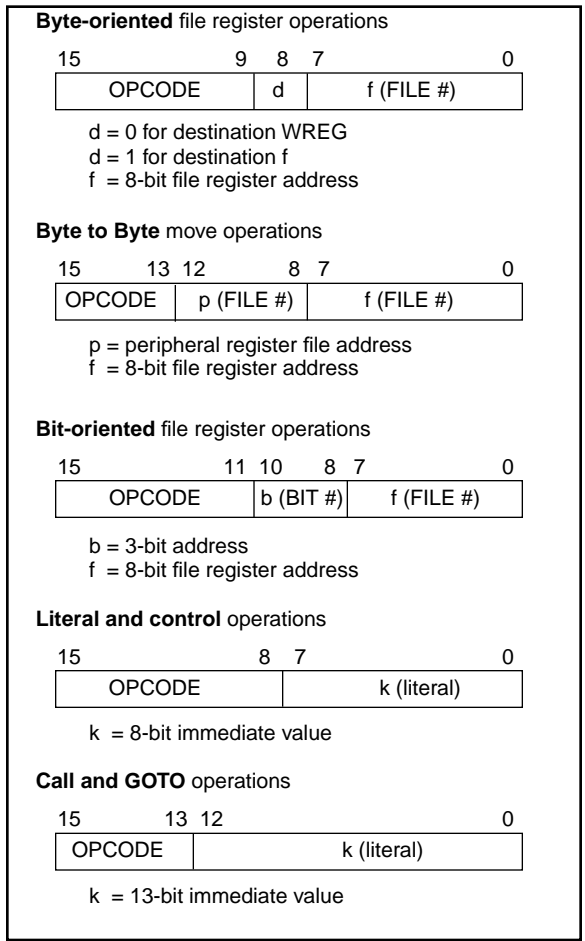 Byte-oriented file register operations
15 9 8 7 0
OPCODE d f (FILE #)
d = 0 for destination WREG
d = 1 for destination f
f = 8-bit file register address
Byte to Byte move operations
15 13 12 8 7 0
OPCODE p (FILE #) f (FILE #)
p = peripheral register file address
f = 8-bit file register address
Bit-oriented file register operations
15 11 10 8 7 0
OPCODE b (BIT #) f (FILE #)
b = 3-bit address
f = 8-bit file register address
Literal and control operations
15 8 7 0
OPCODE k (literal)
k = 8-bit immediate value
Call and GOTO operations
15 13 12 0
OPCODE k (literal)
k = 13-bit immediate value